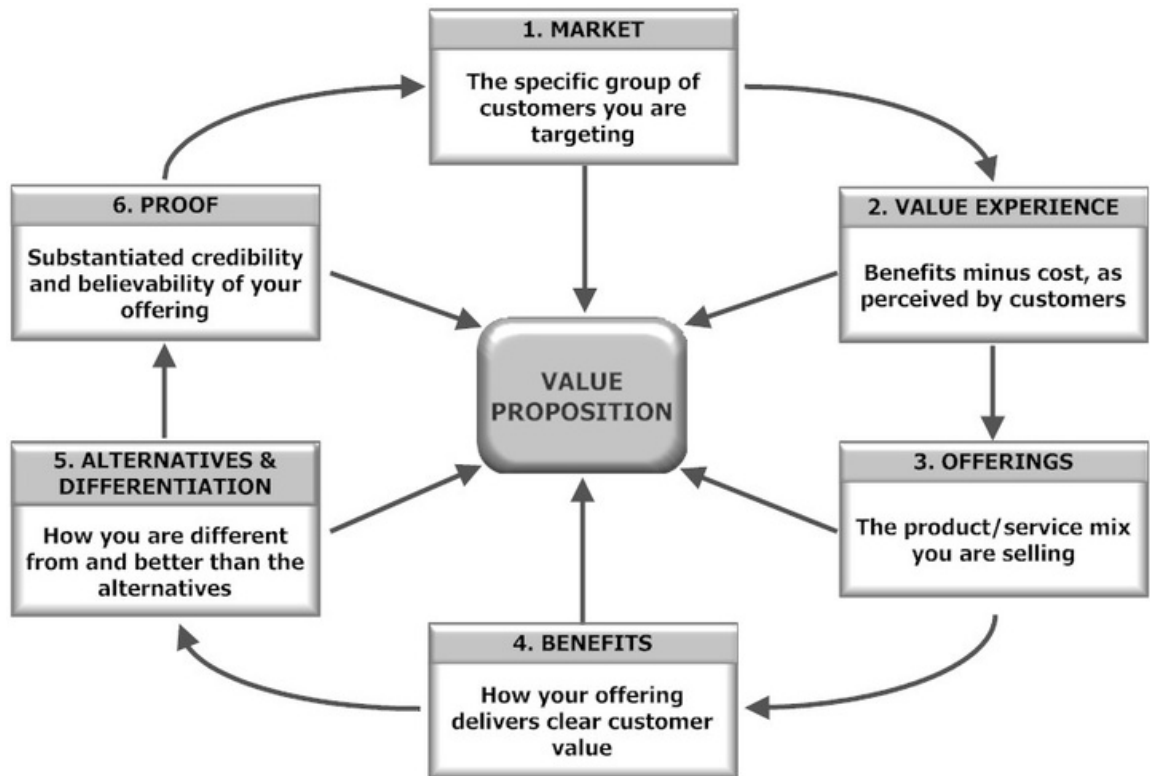 1. MARKET
The specific group of
customers you are
targeting
2. VALUE EXPERIENCE
Benefits minus cost, as
perceived by customers
3. OFFERINGS
The product/service mix
you are selling
4. BENEFITS
How your offering
delivers clear customer
value
5. ALTERNATIVES &
DIFFERENTIATION
How you are different
from and better than the
alternatives
6. PROOF
Substantiated credibility
and believability of your
offering
VALUE
PROPOSITION